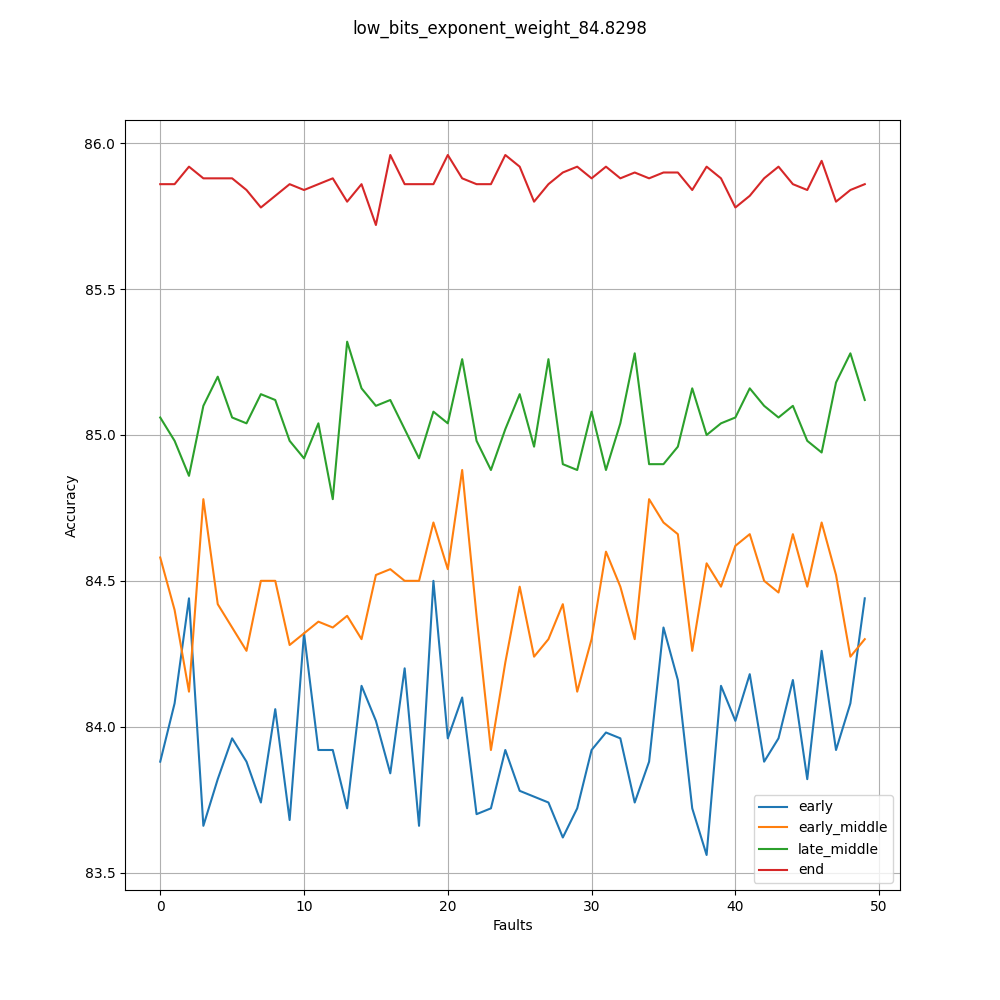 low_bits_exponent_weight_84.8298
86.0
85.5
85.0
84.5
84.0
83.5
Accuracy
0 10 20 30 40 50
Faults
early
early_middle
late_middle
end